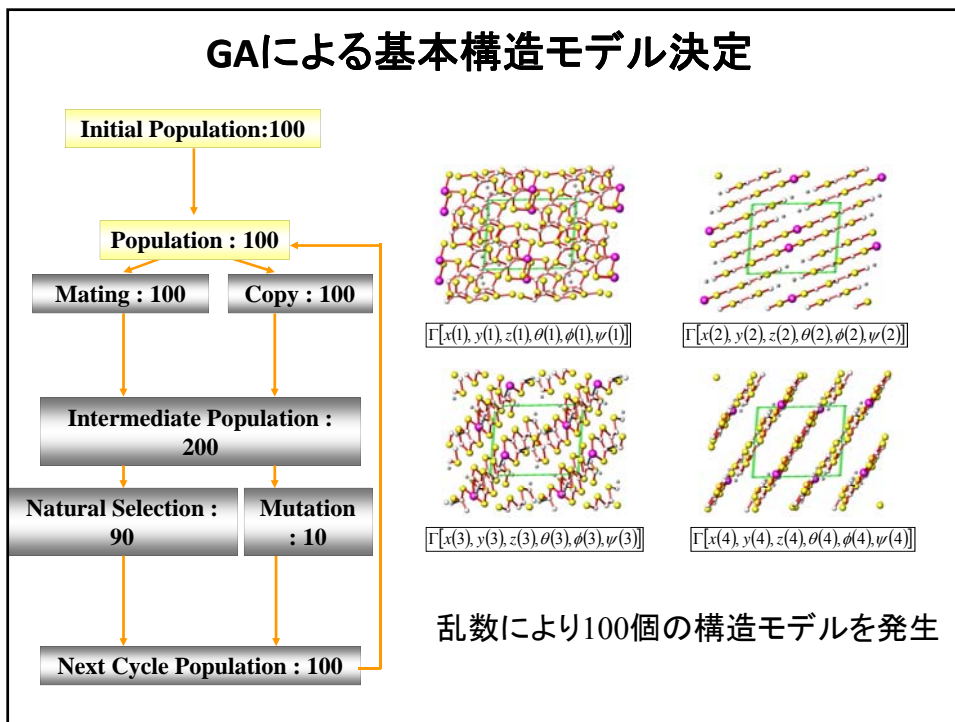 GAによる基本構造モデル決定
Initial Population:100
Population : 100
Mating : 100
Copy : 100
Intermediate Population :
200
Natural Selection :
90
Mutation
: 10
Next Cycle Population : 100
Γ[x(1), y(1), z(1), θ(1), ϕ(1), ψ(1)]
Γ[x(2), y(2), z(2), θ(2), ϕ(2), ψ(2)]
Γ[x(3), y(3), z(3), θ(3), ϕ(3), ψ(3)]
Γ[x(4), y(4), z(4), θ(4), ϕ(4), ψ(4)]
乱数により100個の構造モデルを発生